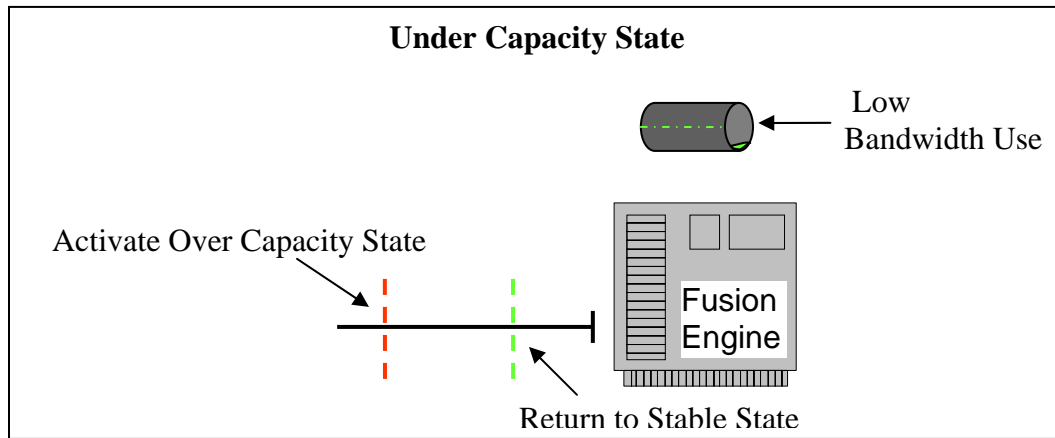 Under Capacity State
Low
Bandwidth Use
Activate Over Capacity State
Fusion
Engine
Return to Stable State